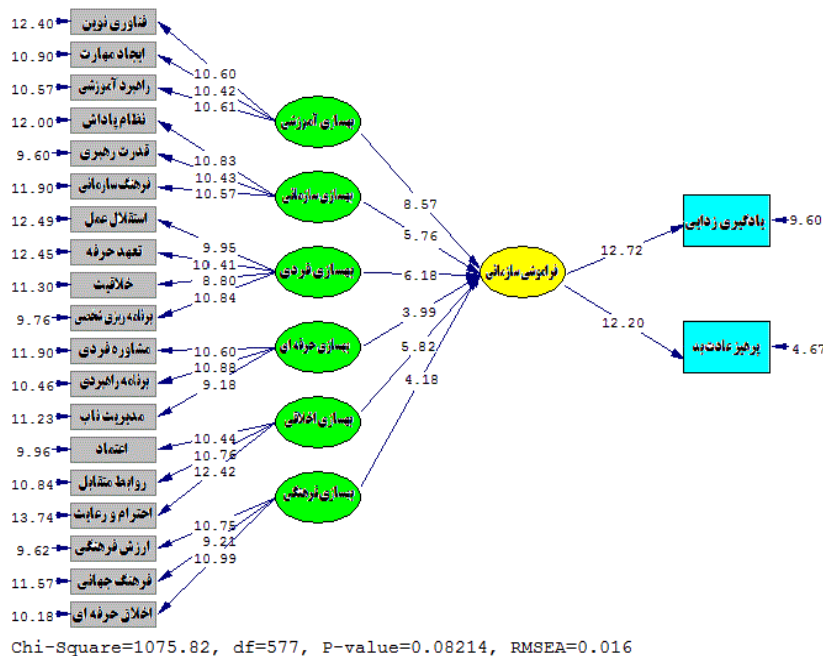 12.40 فناوری نوین
10.90 ایجاد مهارت
10.57 راهبرد آموزشی
12.00 نظام پاداش
9.60 قدرت رهبری
11.90 فرهنگ سازمانی
12.49 استقلال عمل
12.45 تعهد حرفه
11.30 خلاقیت
9.76 برنامه ریزی شخصی
11.90 مشاوره فردی
10.46 برنامه راهبردی
11.23 مدیریت ناب
9.96 اعتماد
10.84 روابط متقابل
13.74 احترام و رعایت
9.62 ارزش فرهنگی
11.57 فرهنگ جهانی
10.18 اخلاق حرفه ای
10.60
10.42
10.61
10.83
10.43
10.57
9.95
10.41
8.80
10.84
10.60
10.88
9.18
10.44
10.76
12.42
10.75
9.21
10.99
بهسازی آموزشی
بهسازی سازمانی
بهسازی فردی
بهسازی حرفه ای
بهسازی اخلاقی
بهسازی فرهنگی
8.57
5.76
6.18
3.99
5.82
4.18
فراموشی سازمانی
12.72
12.20
یادگیری زدایی 9.60
پرهیز عادت بد 4.67
Chi-Square=1075.82, df=577, P-value=0.08214, RMSEA=0.016